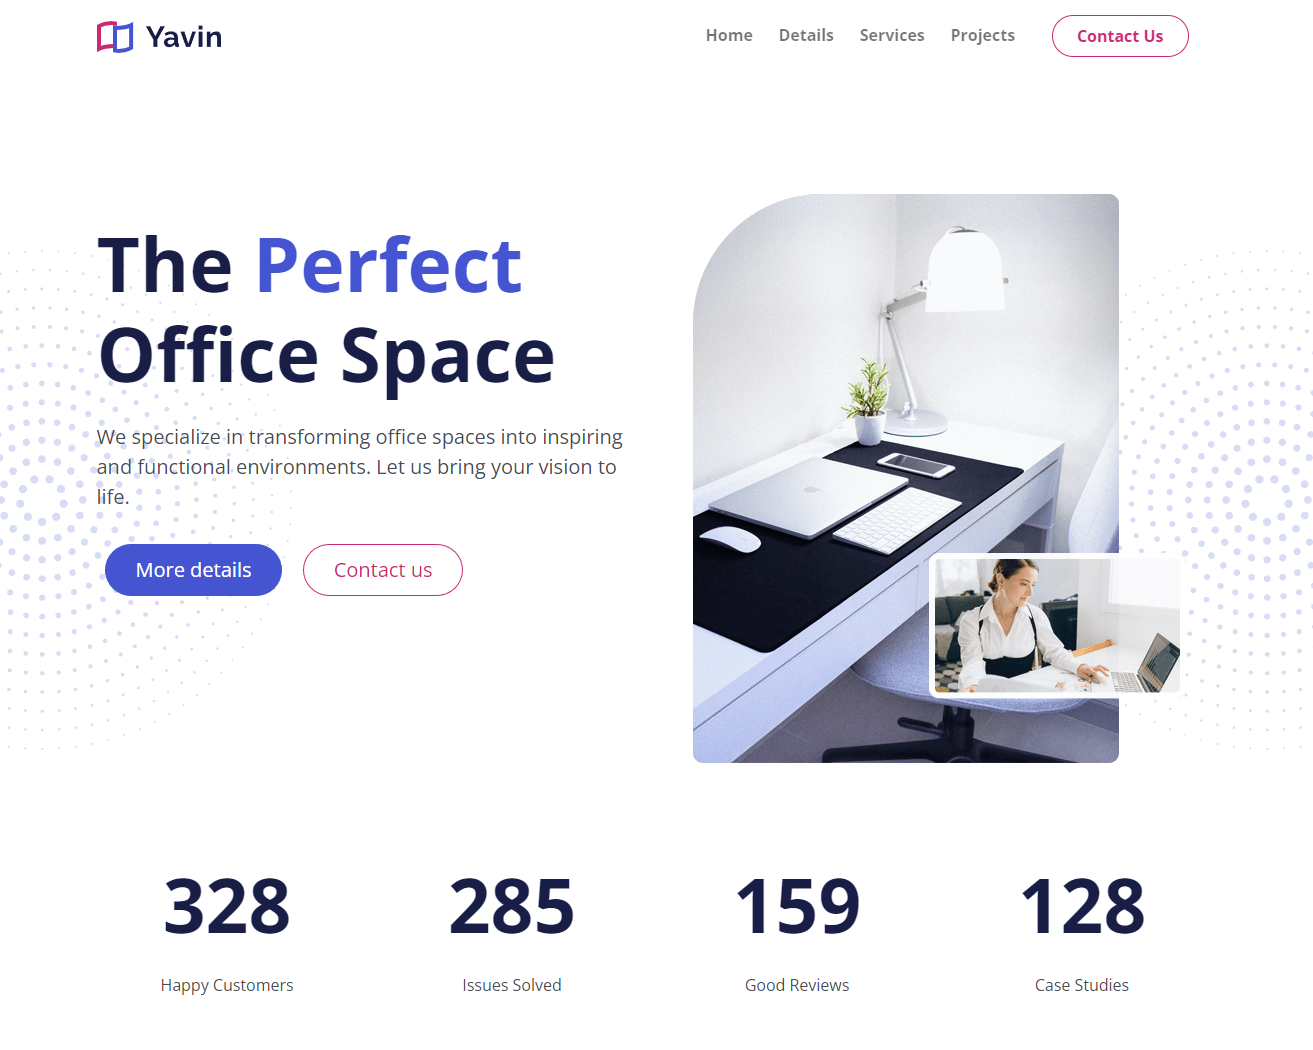 Yavin
Home Details Services Projects Contact Us
The Perfect
Office Space
We specialize in transforming office spaces into inspiring
and functional environments. Let us bring your vision to
life.
More details Contact us
328 285 159 128
Happy Customers Issues Solved Good Reviews Case Studies